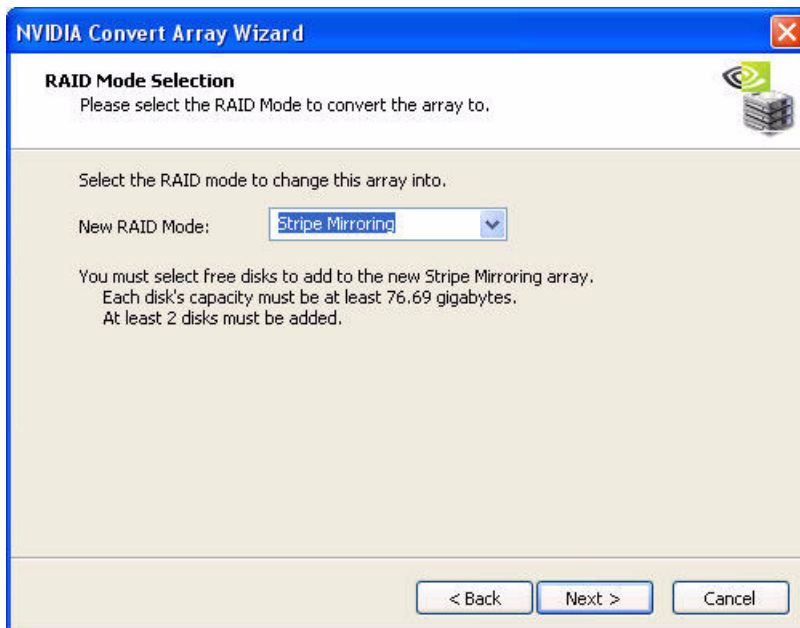 NVIDIA Convert Array Wizard
RAID Mode Selection
Please select the RAID Mode to convert the array to.
Select the RAID mode to change this array into.
New RAID Mode: Stripe Mirroring
You must select free disks to add to the new Stripe Mirroring array.
Each disk's capacity must be at least 76.69 gigabytes.
At least 2 disks must be added.
< Back Next > Cancel